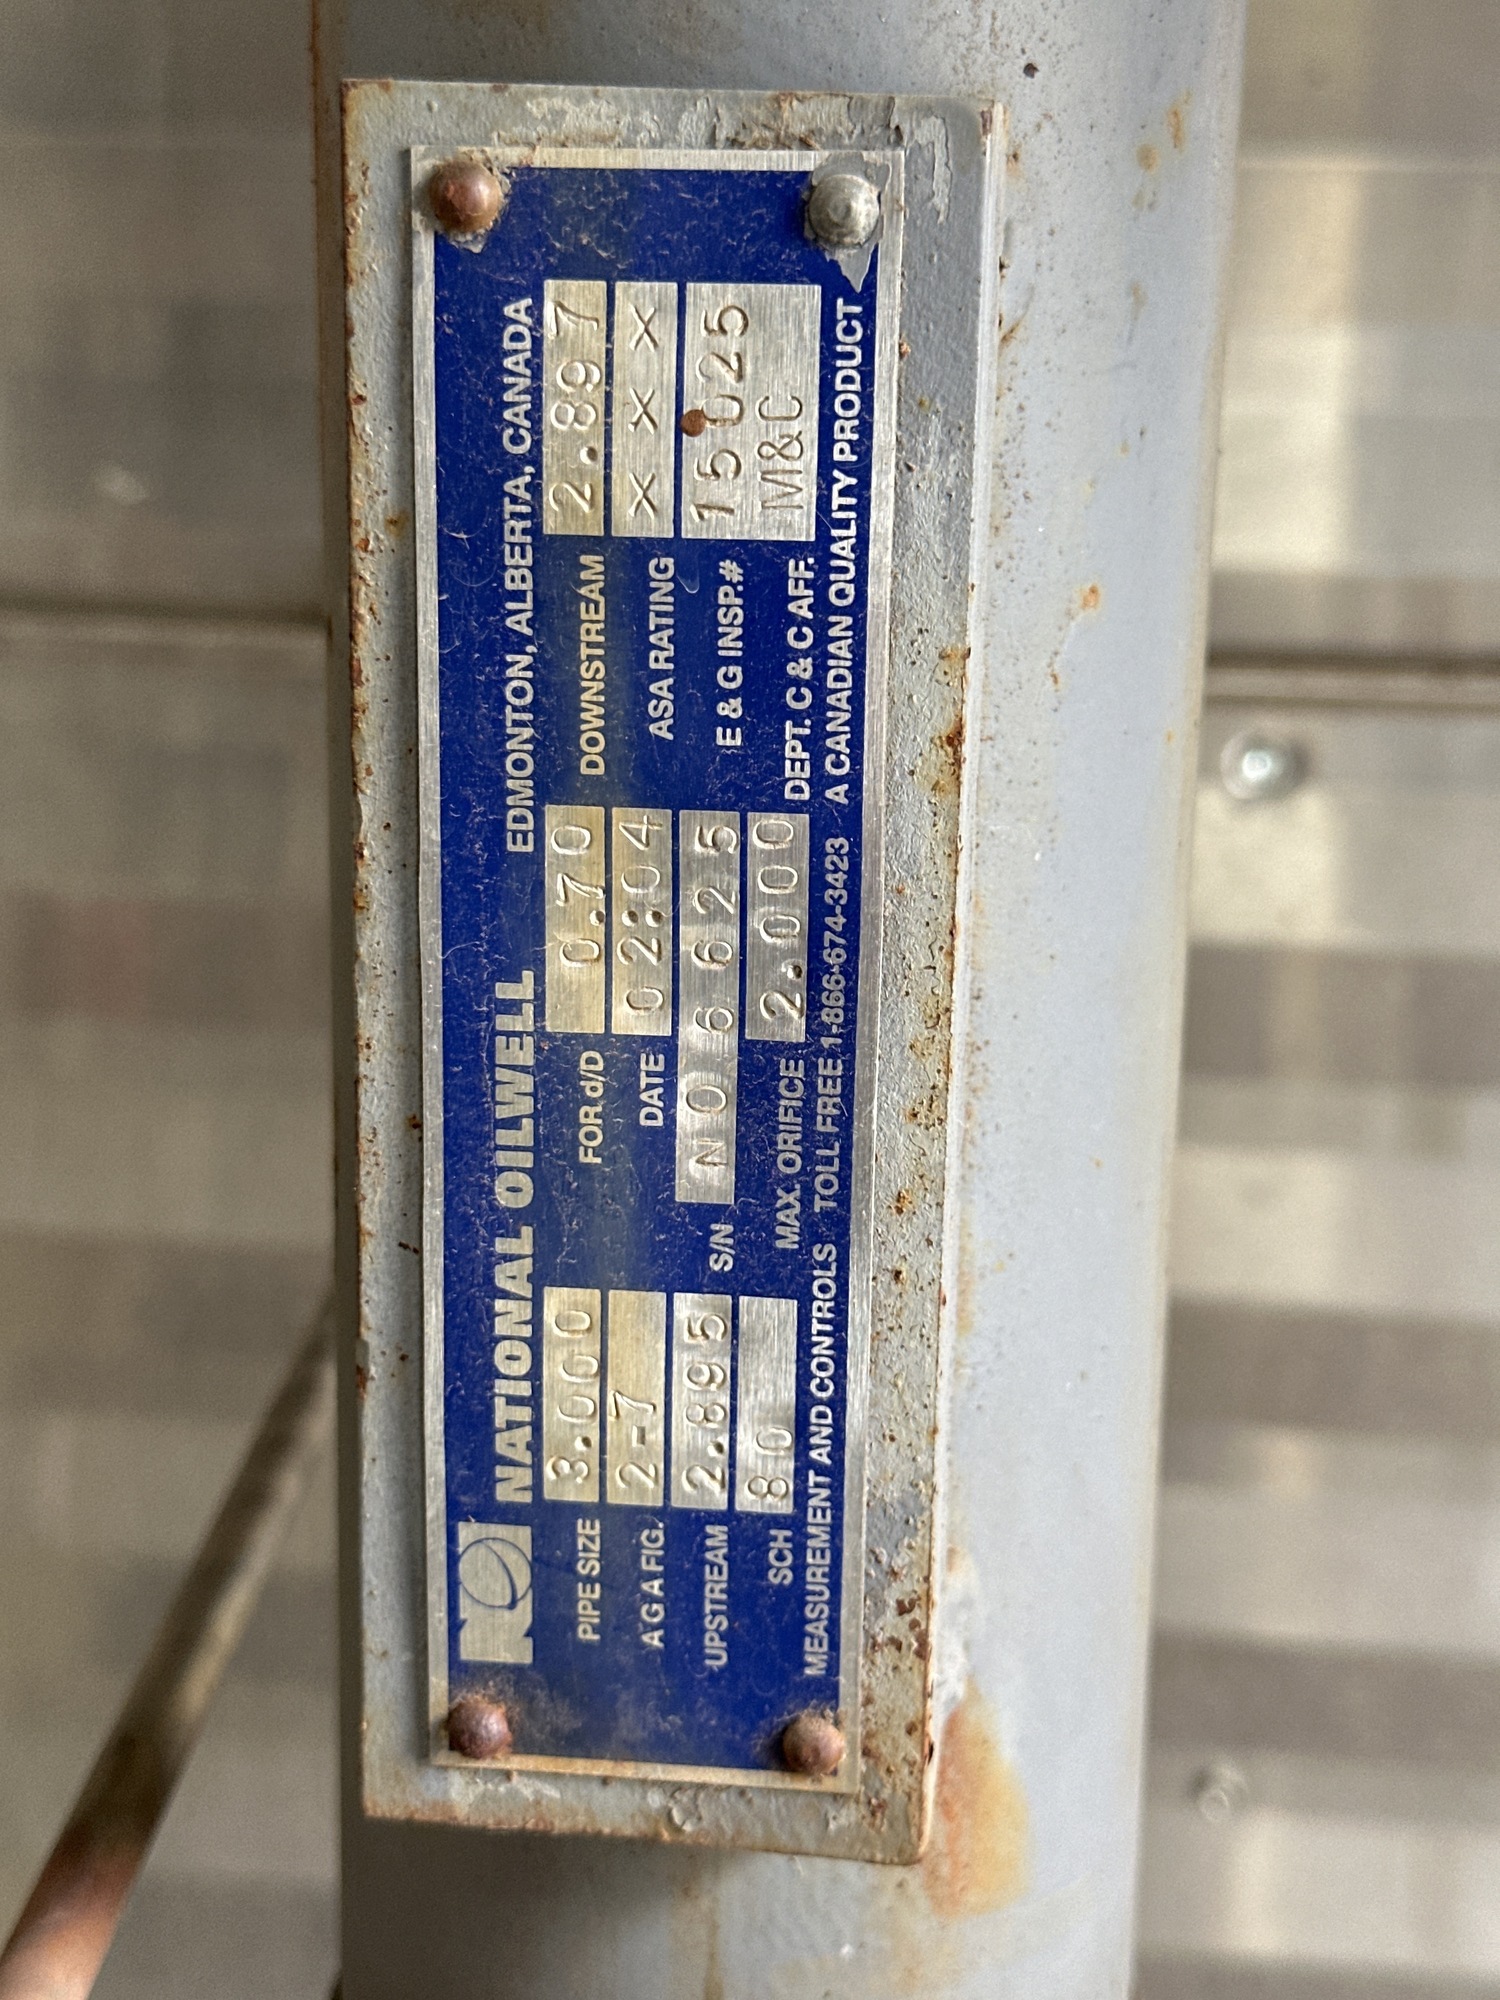 NO NATIONAL OILWELL EDMONTON, ALBERTA, CANADA
PIPE SIZE 3.000 FOR d/D 0.70 DOWNSTREAM 2.897
A G A FIG. 2-7 DATE 02:04 ASA RATING X X X
UPSTREAM 2.895 S/N NO6625 E & G INSP.# 15025
SCH 80 MAX. ORIFICE 2.000 DEPT. C & C AFF. M&C
MEASUREMENT AND CONTROLS TOLL FREE 1-866-674-3423 A CANADIAN QUALITY PRODUCT